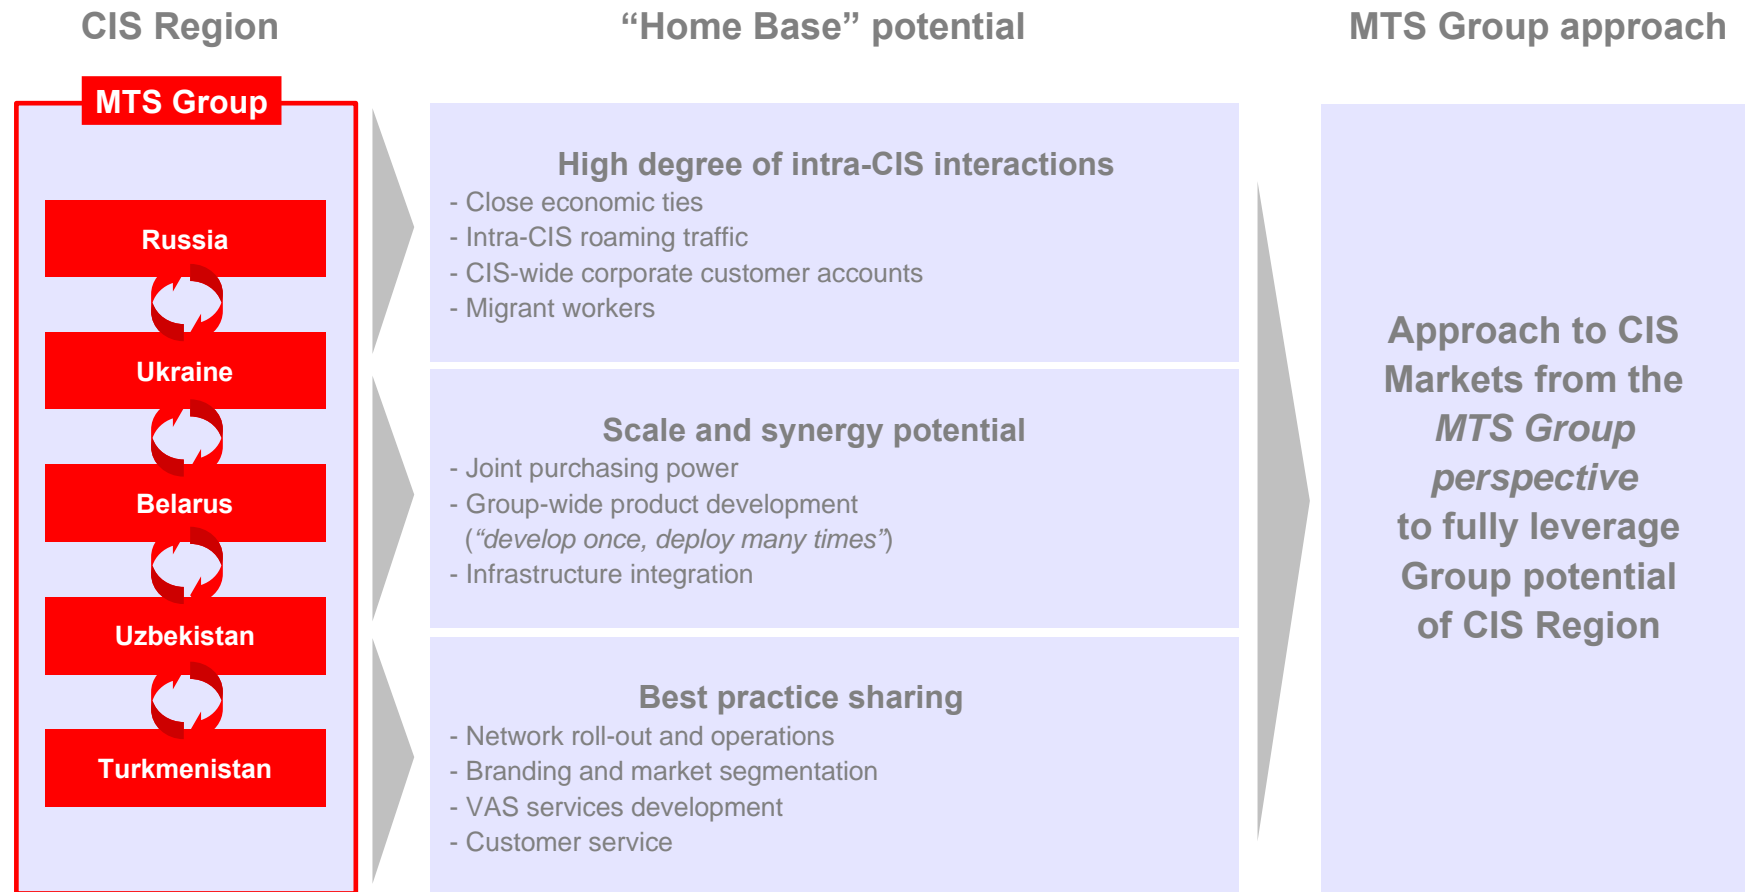 CIS Region
“Home Base” potential
MTS Group approach
MTS Group
Russia
Ukraine
Belarus
Uzbekistan
Turkmenistan
High degree of intra-CIS interactions
- Close economic ties
- Intra-CIS roaming traffic
- CIS-wide corporate customer accounts
- Migrant workers
Scale and synergy potential
- Joint purchasing power
- Group-wide product development
(“develop once, deploy many times”)
- Infrastructure integration
Best practice sharing
- Network roll-out and operations
- Branding and market segmentation
- VAS services development
- Customer service
Approach to CIS
Markets from the
MTS Group
perspective
to fully leverage
Group potential
of CIS Region